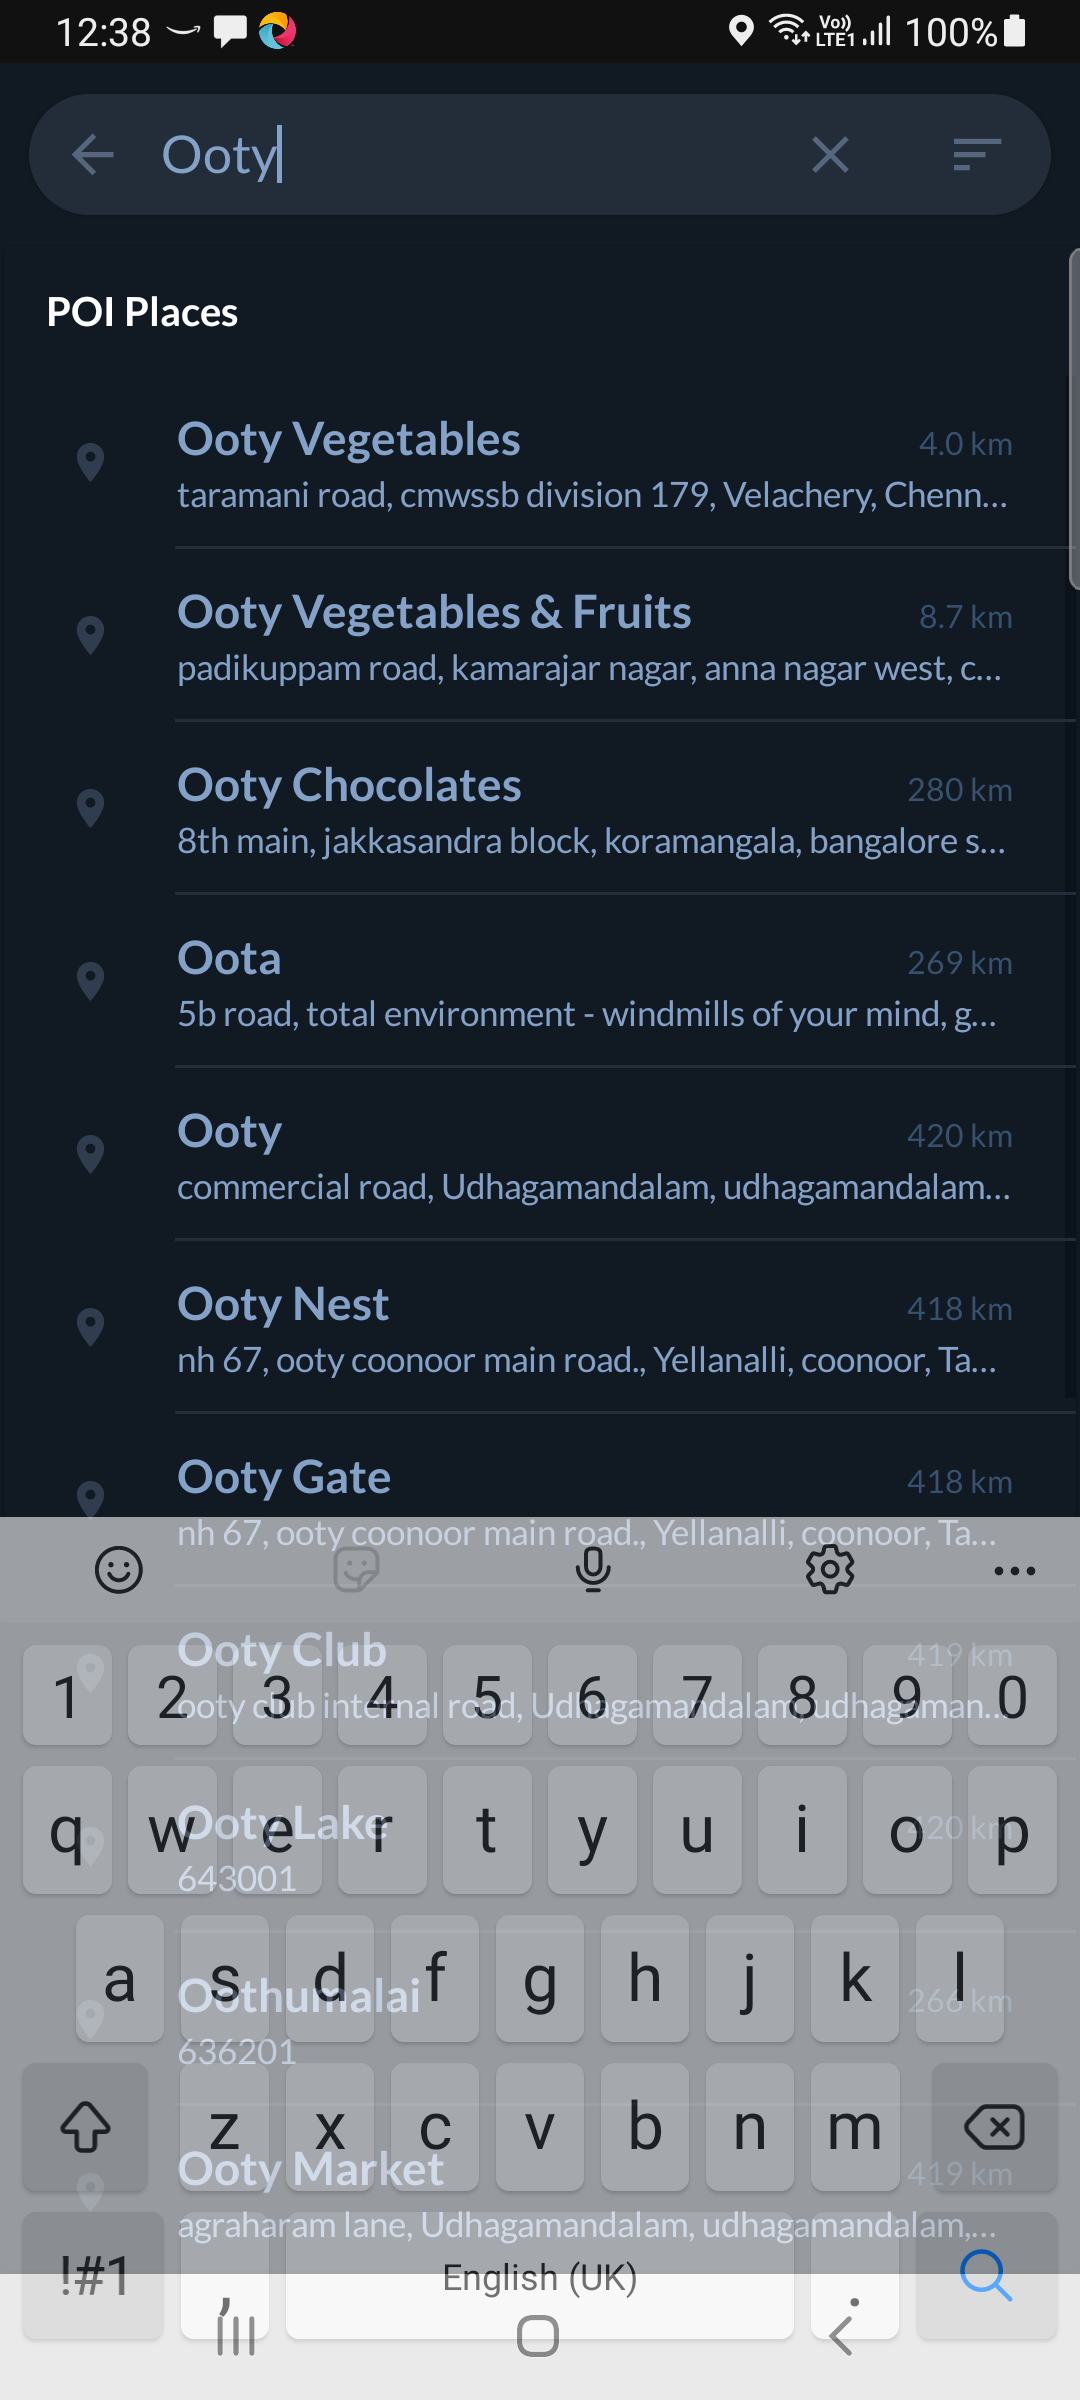 12:38
Vo))
LTE1
100%
Ooty
POI Places
Ooty Vegetables
4.0 km
taramani road, cmwssb division 179, Velachery, Chenn...
Ooty Vegetables & Fruits
8.7 km
padikuppam road, kamarajar nagar, anna nagar west, c...
Ooty Chocolates
280 km
8th main, jakkasandra block, koramangala, bangalore s...
Oota
269 km
5b road, total environment - windmills of your mind, g...
Ooty
420 km
commercial road, Udhagamandalam, udhagamandalam...
Ooty Nest
418 km
nh 67, ooty coonoor main road., Yellanalli, coonoor, Ta...
Ooty Gate
418 km
nh 67, ooty coonoor main road., Yellanalli, coonoor, Ta...
Ooty Club
419 km
ooty club internal road, Udhagamandalam, udhagaman...
1 2 3 4 5 6 7 8 9 0
Ooty Lake
420 km
643001
q w e r t y u i o p
Oothumalai
266 km
636201
a s d f g h j k l
Ooty Market
419 km
agraharam lane, Udhagamandalam, udhagamandalam,...
z x c v b n m
!#1 , English (UK) .